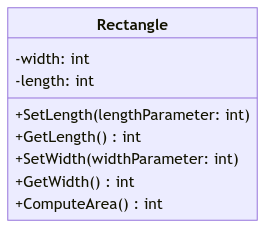 Rectangle
-width: int
-length: int
+SetLength(lengthParameter: int)
+GetLength() : int
+SetWidth(widthParameter: int)
+GetWidth() : int
+ComputeArea() : int